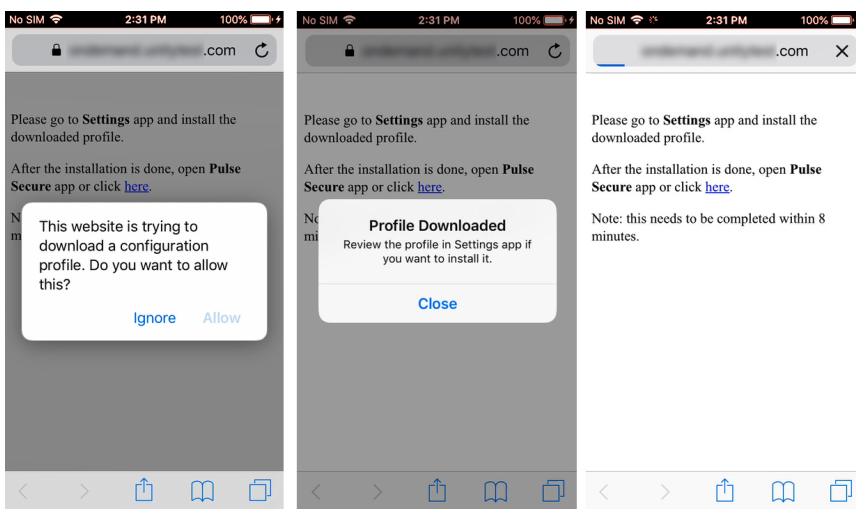 No SIM 2:31 PM 100%
.com
Please go to Settings app and install the
downloaded profile.
After the installation is done, open Pulse
Secure app or click here.
N
m
This website is trying to
download a configuration
profile. Do you want to allow
this?
Ignore Allow
No SIM 2:31 PM 100%
.com
Please go to Settings app and install the
downloaded profile.
After the installation is done, open Pulse
Secure app or click here.
No
mi
Profile Downloaded
Review the profile in Settings app if
you want to install it.
Close
No SIM 2:31 PM 100%
.com
Please go to Settings app and install the
downloaded profile.
After the installation is done, open Pulse
Secure app or click here.
Note: this needs to be completed within 8
minutes.